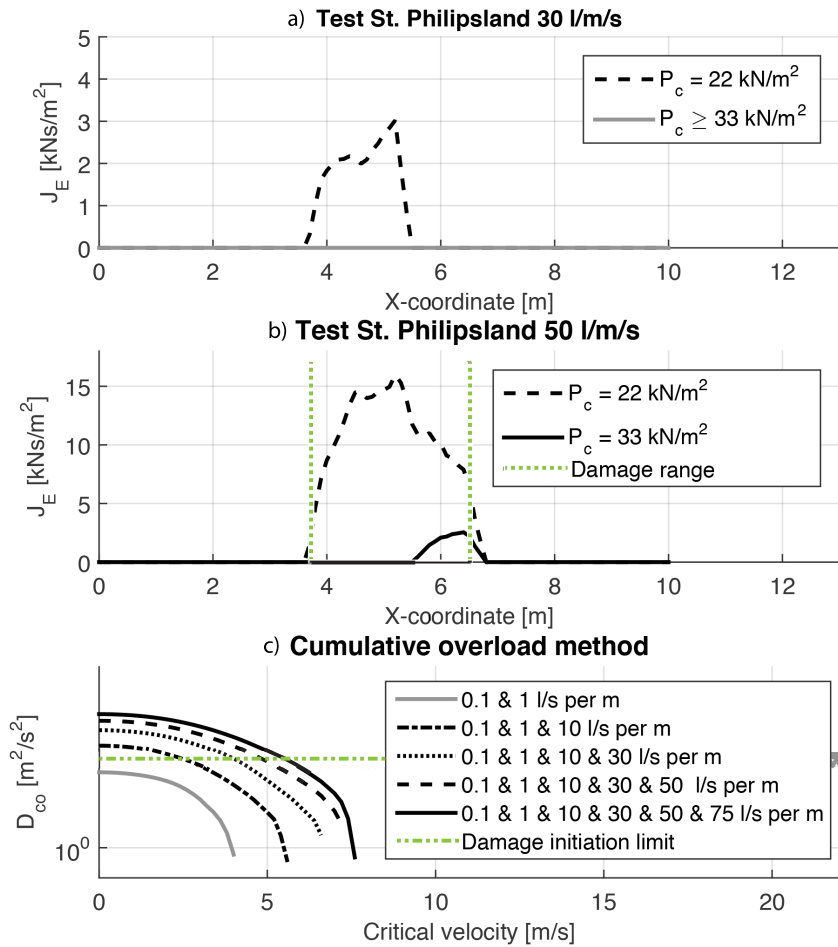 a) Test St. Philipsland 30 l/m/s
5
4
3
2
1
0
J_E [kNs/m²]
P_c = 22 kN/m²
P_c ≥ 33 kN/m²
0 2 4 6 8 10 12
X-coordinate [m]
b) Test St. Philipsland 50 l/m/s
15
10
5
0
J_E [kNs/m²]
P_c = 22 kN/m²
P_c = 33 kN/m²
Damage range
0 2 4 6 8 10 12
X-coordinate [m]
c) Cumulative overload method
D_co [m²/s²]
10⁰
0.1 & 1 l/s per m
0.1 & 1 & 10 l/s per m
0.1 & 1 & 10 & 30 l/s per m
0.1 & 1 & 10 & 30 & 50 l/s per m
0.1 & 1 & 10 & 30 & 50 & 75 l/s per m
Damage initiation limit
0 5 10 15 20
Critical velocity [m/s]